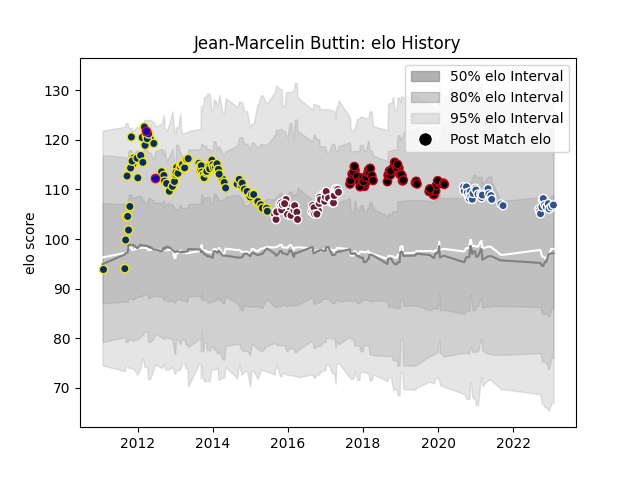 Jean-Marcelin Buttin: elo History
50% elo Interval
80% elo Interval
95% elo Interval
Post Match elo
elo score
130
120
110
100
90
80
70
2012 2014 2016 2018 2020 2022